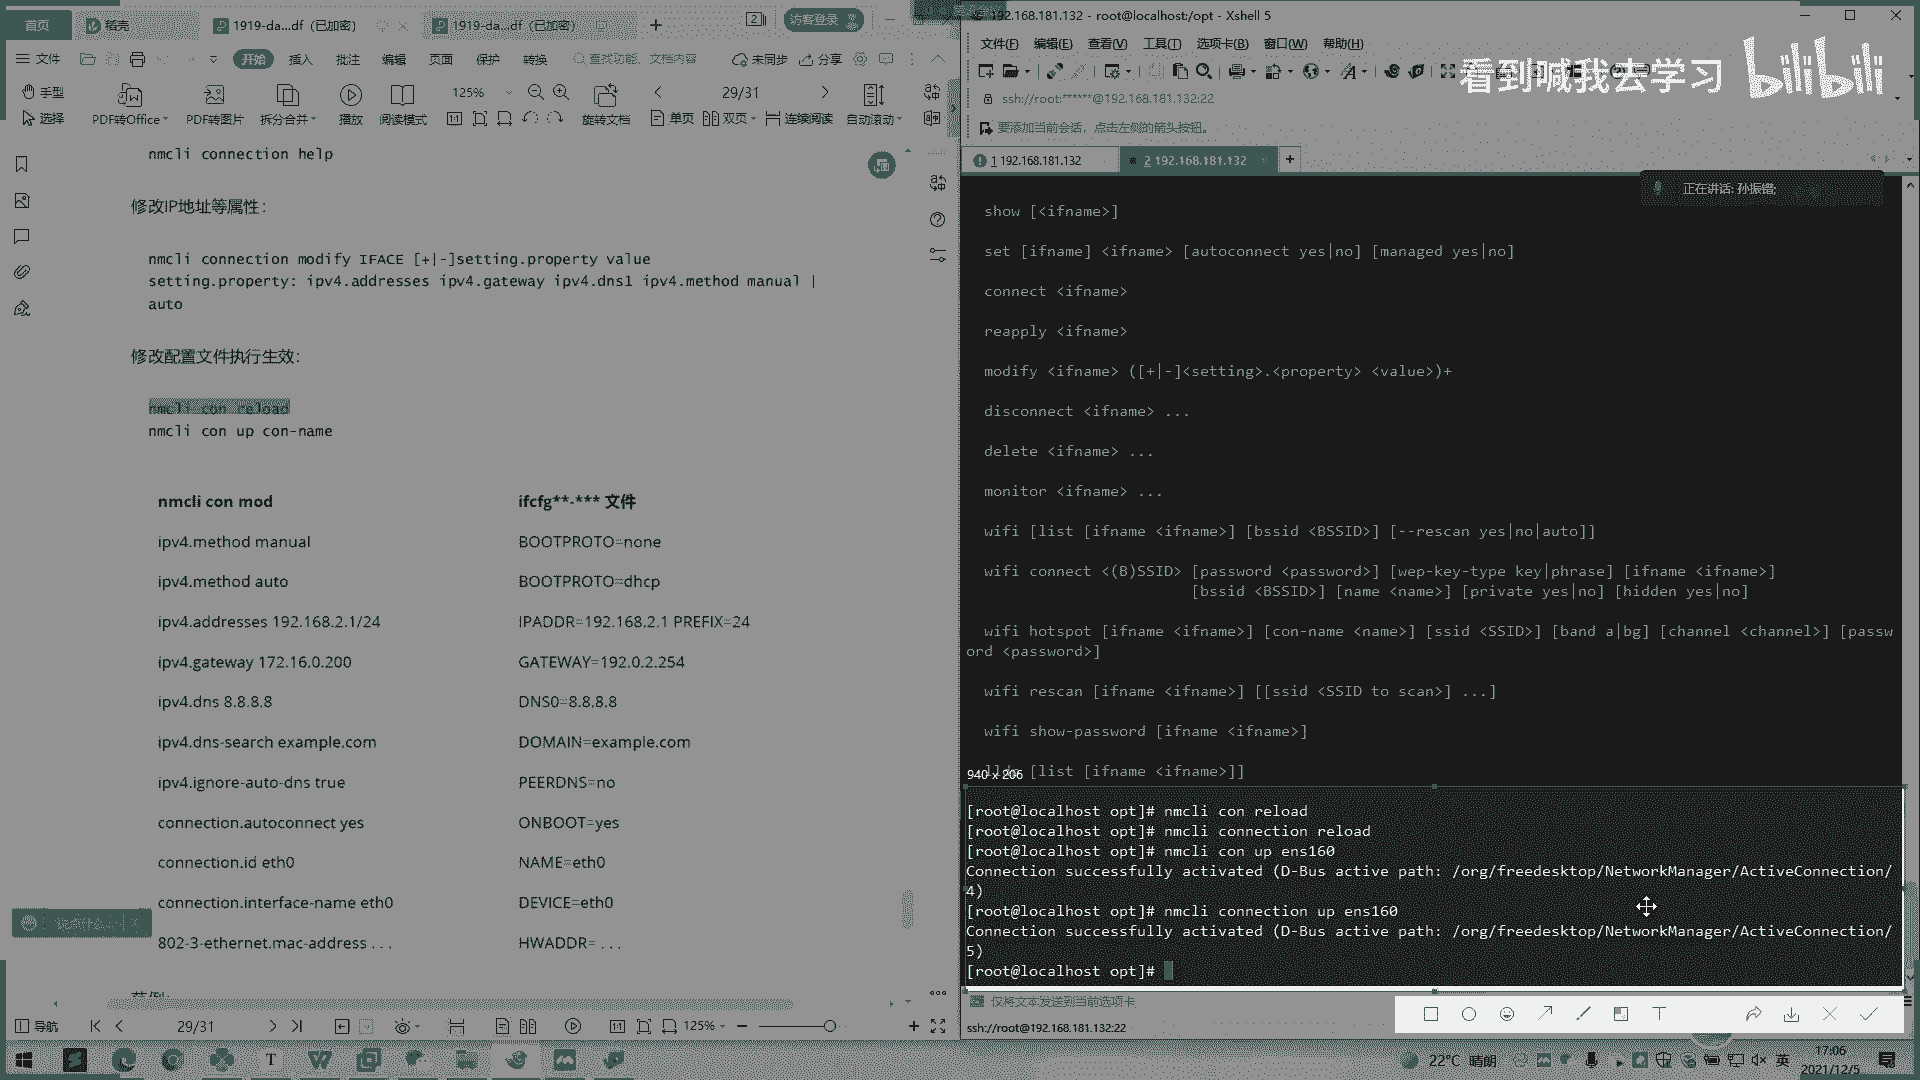 首页
稻壳
1919-da...df（已加密）
1919-da...df（已加密）
访客登录
文件
开始
插入
批注
编辑
页面
保护
转换
查找功能、文档内容
未同步
分享
手型
选择
PDF转Office
PDF转图片
拆分合并
播放
阅读模式
125%
旋转文档
29/31
单页
双页
连续阅读
自动滚动
nmcli connection help
修改IP地址等属性：
nmcli connection modify IFACE [+|-]setting.property value
setting.property: ipv4.addresses ipv4.gateway ipv4.dns1 ipv4.method manual |
auto
修改配置文件执行生效：
nmcli con reload
nmcli con up con-name
nmcli con mod ifcfg**-*** 文件
ipv4.method manual BOOTPROTO=none
ipv4.method auto BOOTPROTO=dhcp
ipv4.addresses 192.168.2.1/24 IPADDR=192.168.2.1 PREFIX=24
ipv4.gateway 172.16.0.200 GATEWAY=192.0.2.254
ipv4.dns 8.8.8.8 DNS0=8.8.8.8
ipv4.dns-search example.com DOMAIN=example.com
ipv4.ignore-auto-dns true PEERDNS=no
connection.autoconnect yes ONBOOT=yes
connection.id eth0 NAME=eth0
connection.interface-name eth0 DEVICE=eth0
802-3-ethernet.mac-address . . . HWADDR= . . .
说点什么...
导航
29/31
125%
192.168.181.132 - root@localhost:/opt - Xshell 5
文件(F) 编辑(E) 查看(V) 工具(T) 选项卡(B) 窗口(W) 帮助(H)
看到喊我去学习 bilibili
ssh://root:******@192.168.181.132:22
要添加当前会话，点击左侧的箭头按钮。
1 192.168.181.132
2 192.168.181.132
正在讲话: 孙振锴;
show [<ifname>]
set [ifname] <ifname> [autoconnect yes|no] [managed yes|no]
connect <ifname>
reapply <ifname>
modify <ifname> ([+|-]<setting>.<property> <value>)+
disconnect <ifname> ...
delete <ifname> ...
monitor <ifname> ...
wifi [list [ifname <ifname>] [bssid <BSSID>] [--rescan yes|no|auto]]
wifi connect <(B)SSID> [password <password>] [wep-key-type key|phrase] [ifname <ifname>]
[bssid <BSSID>] [name <name>] [private yes|no] [hidden yes|no]
wifi hotspot [ifname <ifname>] [con-name <name>] [ssid <SSID>] [band a|bg] [channel <channel>] [passw
ord <password>]
wifi rescan [ifname <ifname>] [[ssid <SSID to scan>] ...]
wifi show-password [ifname <ifname>]
[list [ifname <ifname>]]
940 x 206
[root@localhost opt]# nmcli con reload
[root@localhost opt]# nmcli connection reload
[root@localhost opt]# nmcli con up ens160
Connection successfully activated (D-Bus active path: /org/freedesktop/NetworkManager/ActiveConnection/
4)
[root@localhost opt]# nmcli connection up ens160
Connection successfully activated (D-Bus active path: /org/freedesktop/NetworkManager/ActiveConnection/
5)
[root@localhost opt]#
仅将文本发送到当前选项卡
ssh://root@192.168.181.132:22
22°C 晴朗
英
17:06
2021/12/5